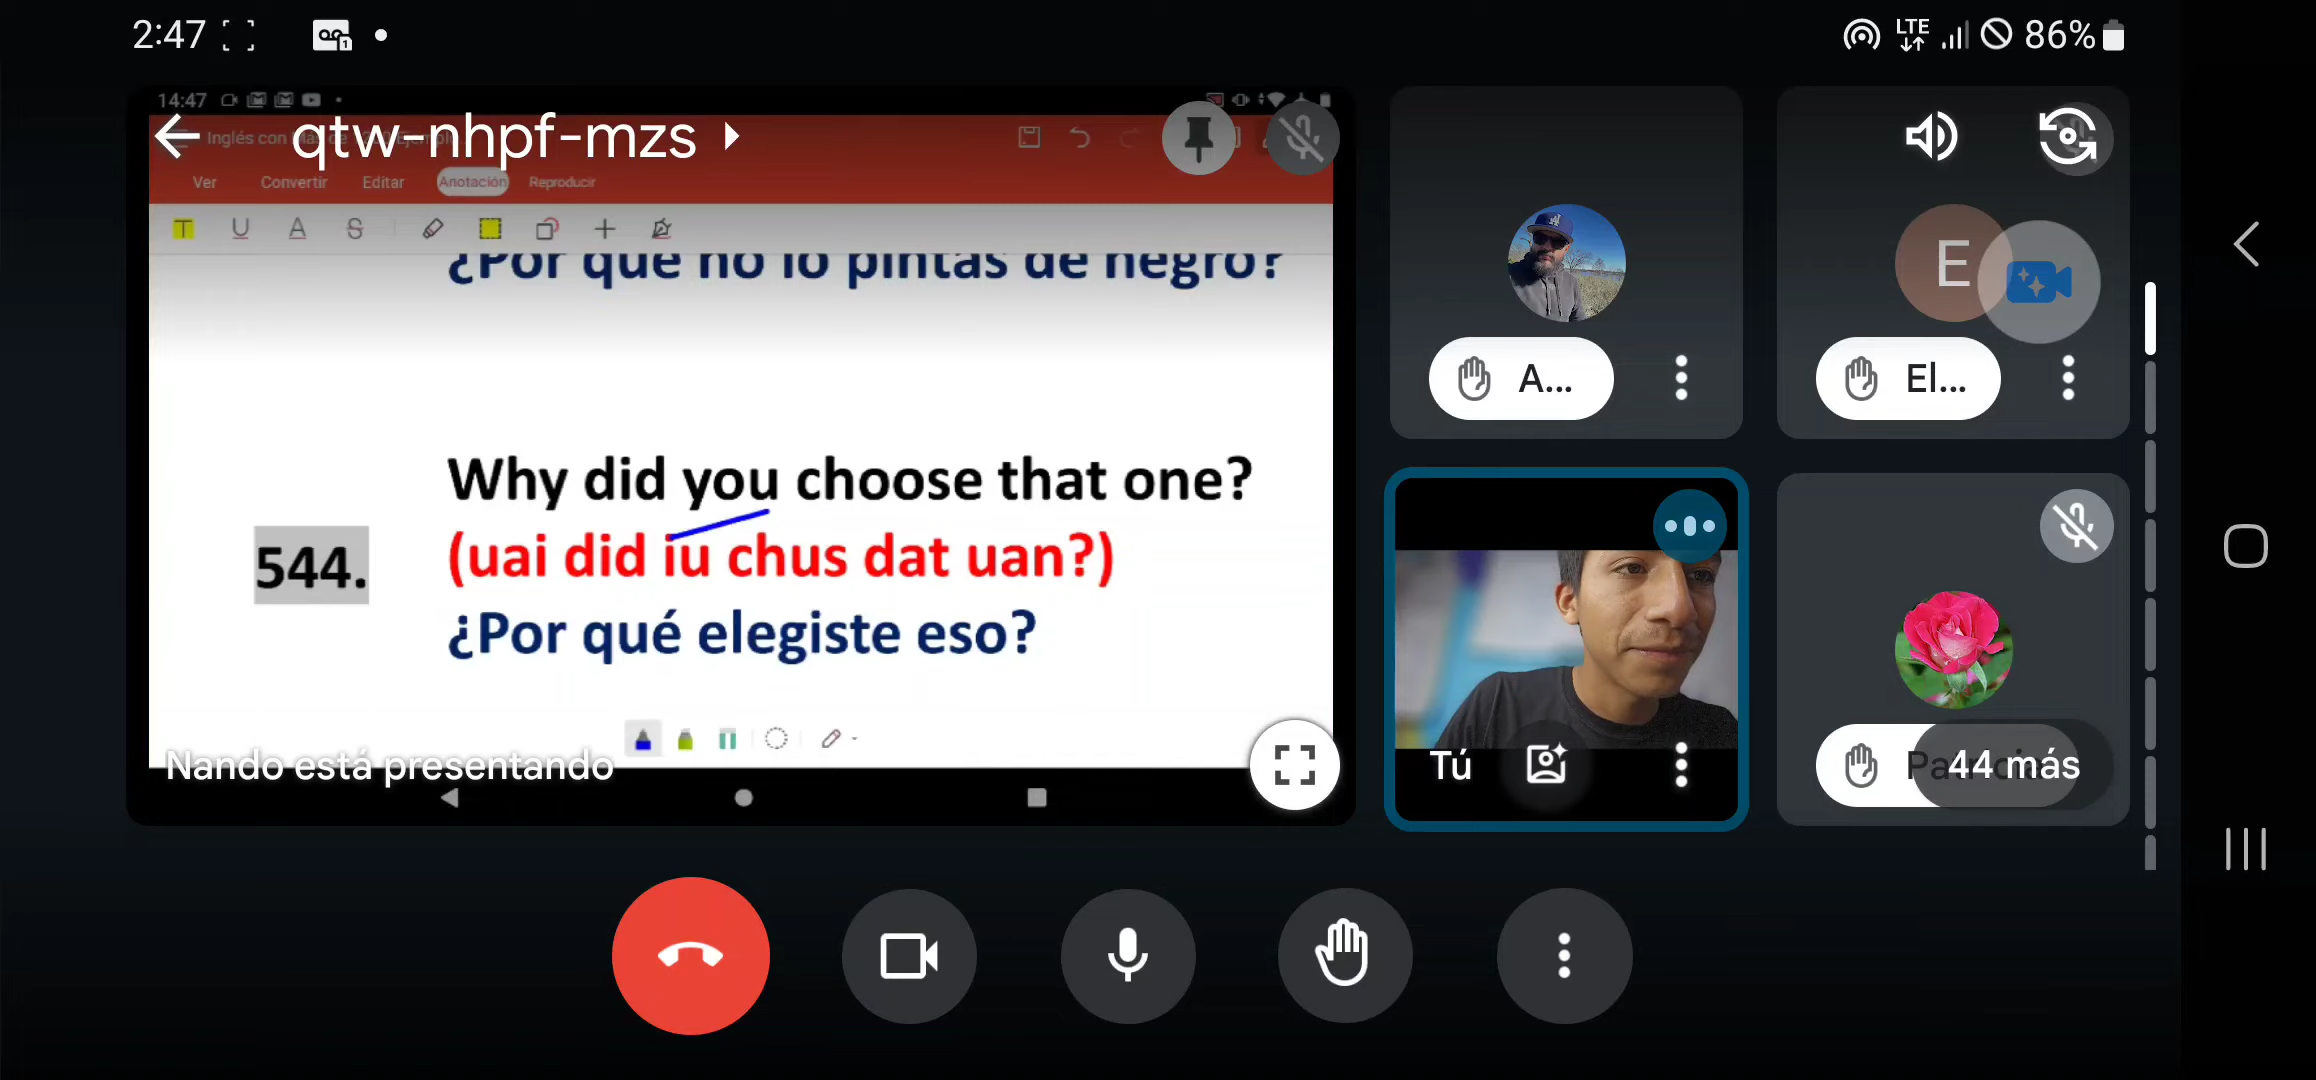 2:47
LTE
86%
14:47
Inglés con
qtw-nhpf-mzs
Ver Convertir Editar Anotación Reproducir
T U A S
¿Por qué no lo pintas de negro?
544.
Why did you choose that one?
(uai did iu chus dat uan?)
¿Por qué elegiste eso?
Nando está presentando
A...
E
El...
Tú
44 más